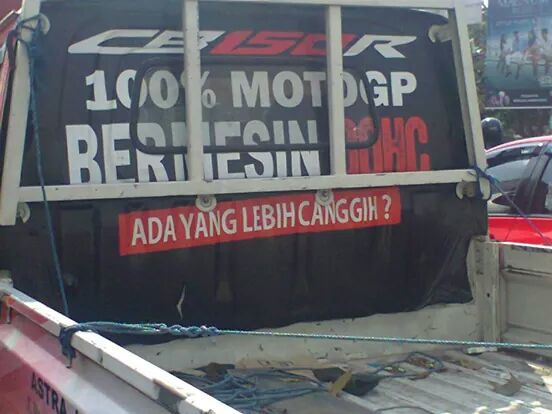 CB150R
100% MOTOGP
BERMESIN DOHC
ADA YANG LEBIH CANGGIH ?
ASTRA